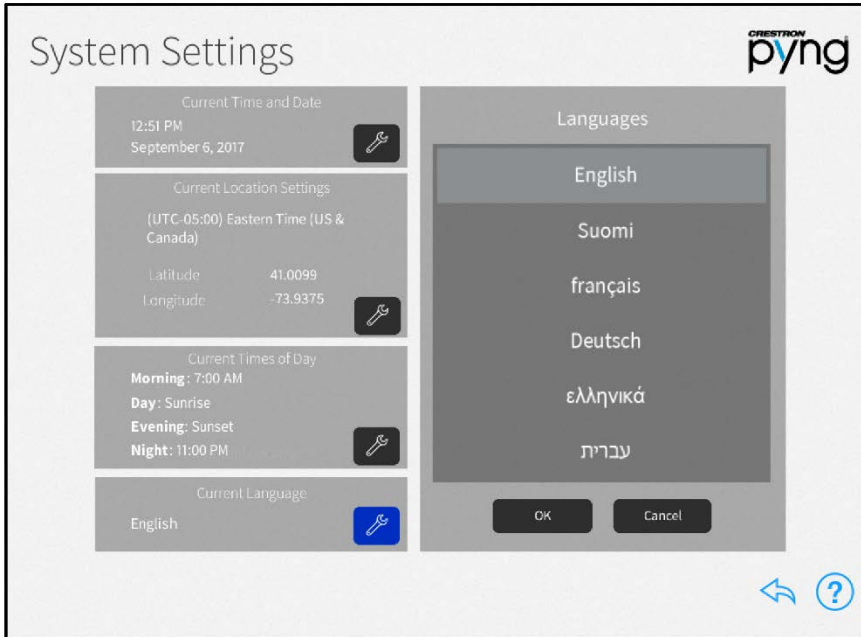 System Settings
CRESTRON
pyng
Current Time and Date
12:51 PM
September 6, 2017
Current Location Settings
(UTC-05:00) Eastern Time (US &
Canada)
Latitude 41.0099
Longitude -73.9375
Current Times of Day
Morning: 7:00 AM
Day: Sunrise
Evening: Sunset
Night: 11:00 PM
Current Language
English
Languages
English
Suomi
français
Deutsch
ελληνικά
עברית
OK Cancel
?